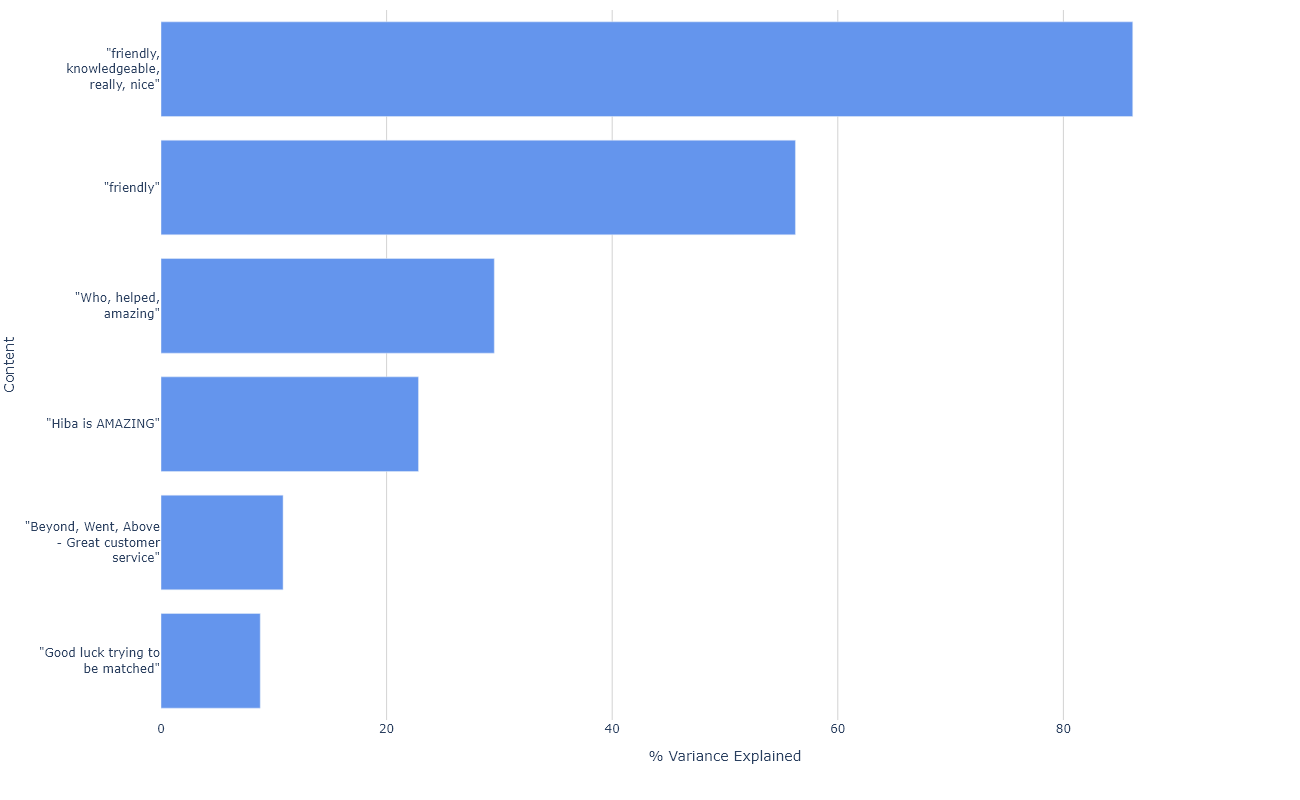 "friendly,
knowledgeable,
really, nice"
"friendly"
"Who, helped,
amazing"
"Hiba is AMAZING"
"Beyond, Went, Above
- Great customer
service"
"Good luck trying to
be matched"
Content
0
20
40
60
80
% Variance Explained